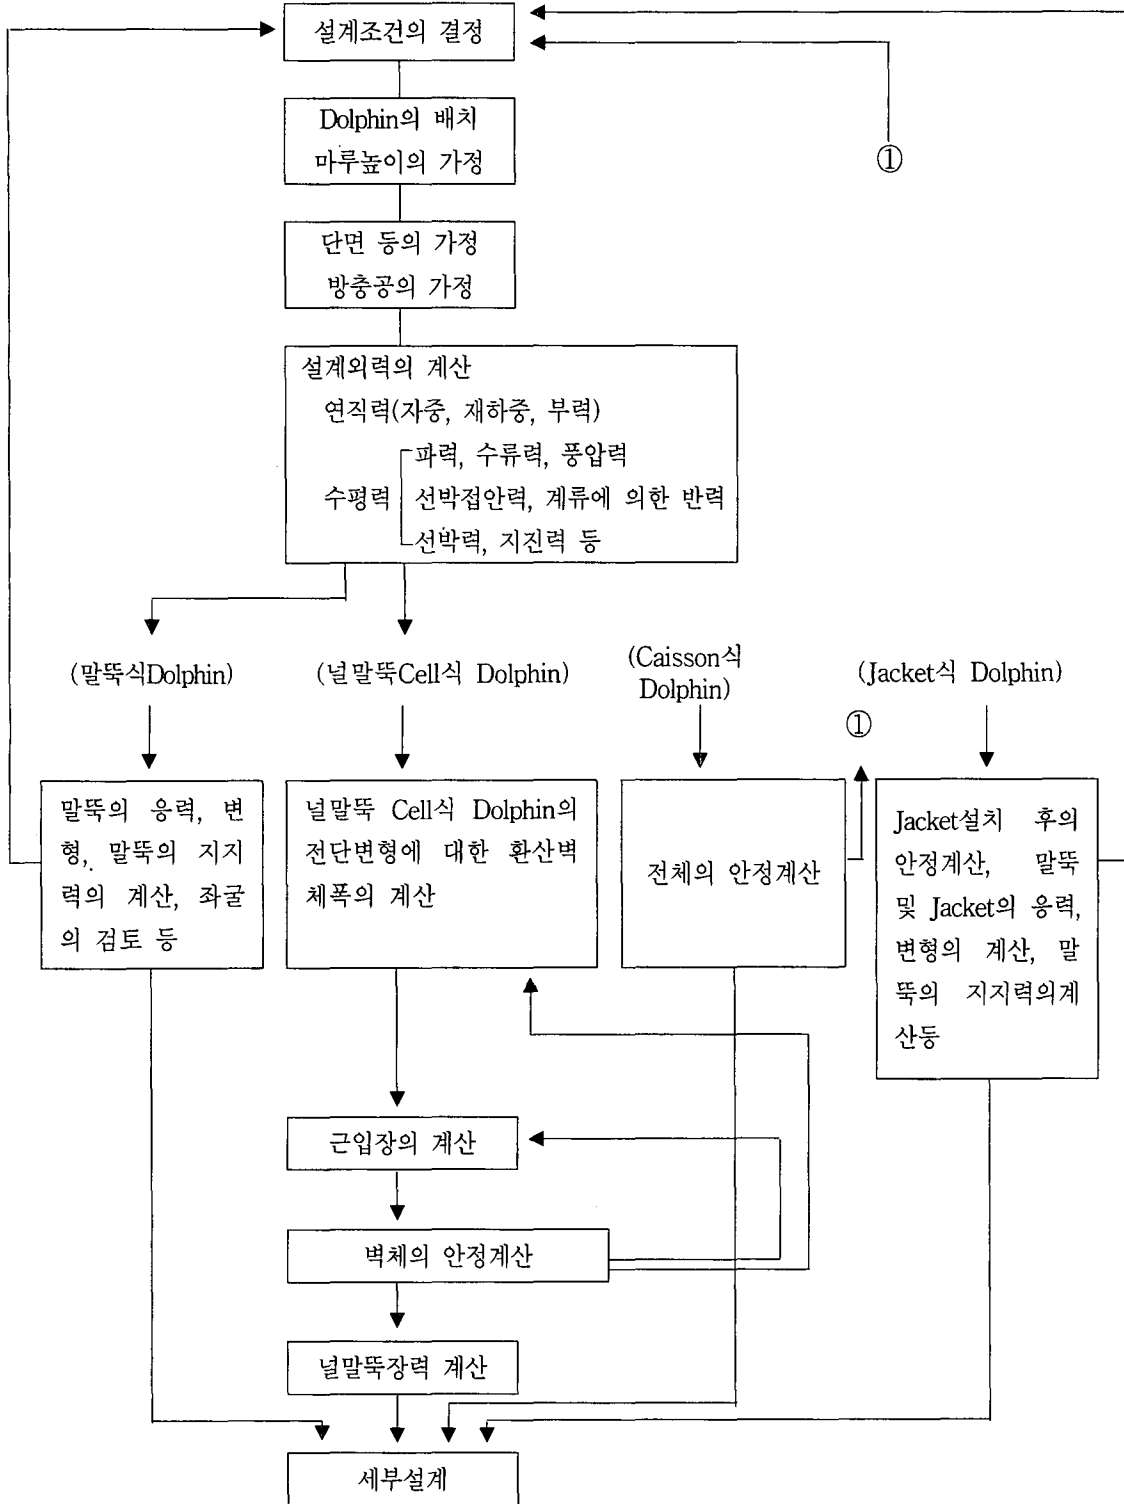 설계조건의 결정
Dolphin의 배치
마루높이의 가정
①
단면 등의 가정
방충공의 가정
설계외력의 계산
연직력(자중, 재하중, 부력)
파력, 수류력, 풍압력
수평력 선박접안력, 계류에 의한 반력
선박력, 지진력 등
(말뚝식Dolphin)
(널말뚝Cell식 Dolphin)
(Caisson식
Dolphin)
(Jacket식 Dolphin)
①
말뚝의 응력, 변
형, 말뚝의 지지
력의 계산, 좌굴
의 검토 등
널말뚝 Cell식 Dolphin의
전단변형에 대한 환산벽
체폭의 계산
전체의 안정계산
Jacket설치 후의
안정계산, 말뚝
및 Jacket의 응력,
변형의 계산, 말
뚝의 지지력의계
산등
근입장의 계산
벽체의 안정계산
널말뚝장력 계산
세부설계